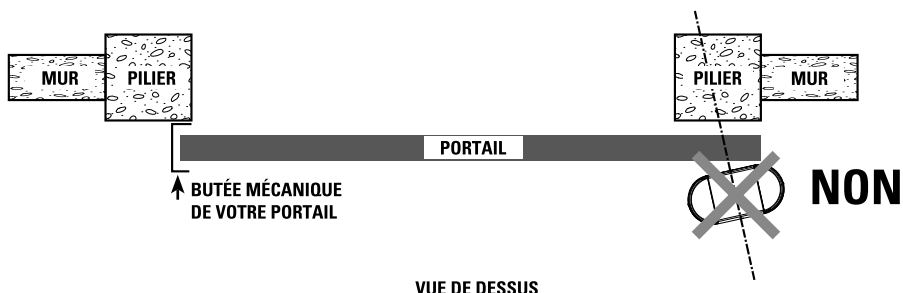 MUR
PILIER
PILIER
MUR
PORTAIL
NON
BUTÉE MÉCANIQUE
DE VOTRE PORTAIL
VUE DE DESSUS